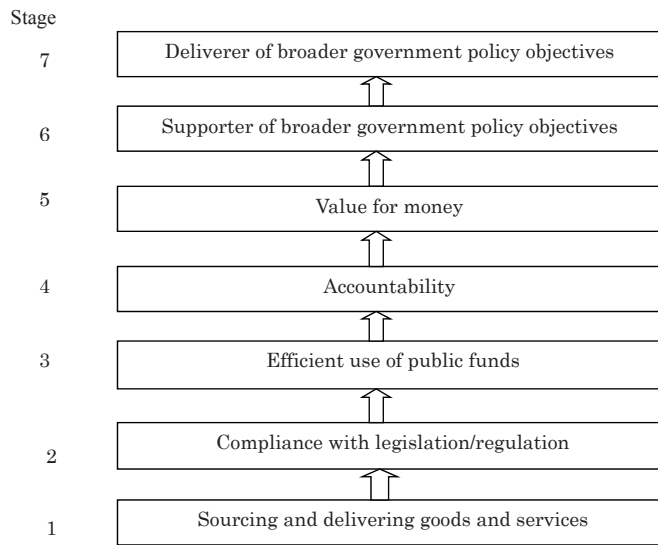 Stage
7 Deliverer of broader government policy objectives
6 Supporter of broader government policy objectives
5 Value for money
4 Accountability
3 Efficient use of public funds
2 Compliance with legislation/regulation
1 Sourcing and delivering goods and services